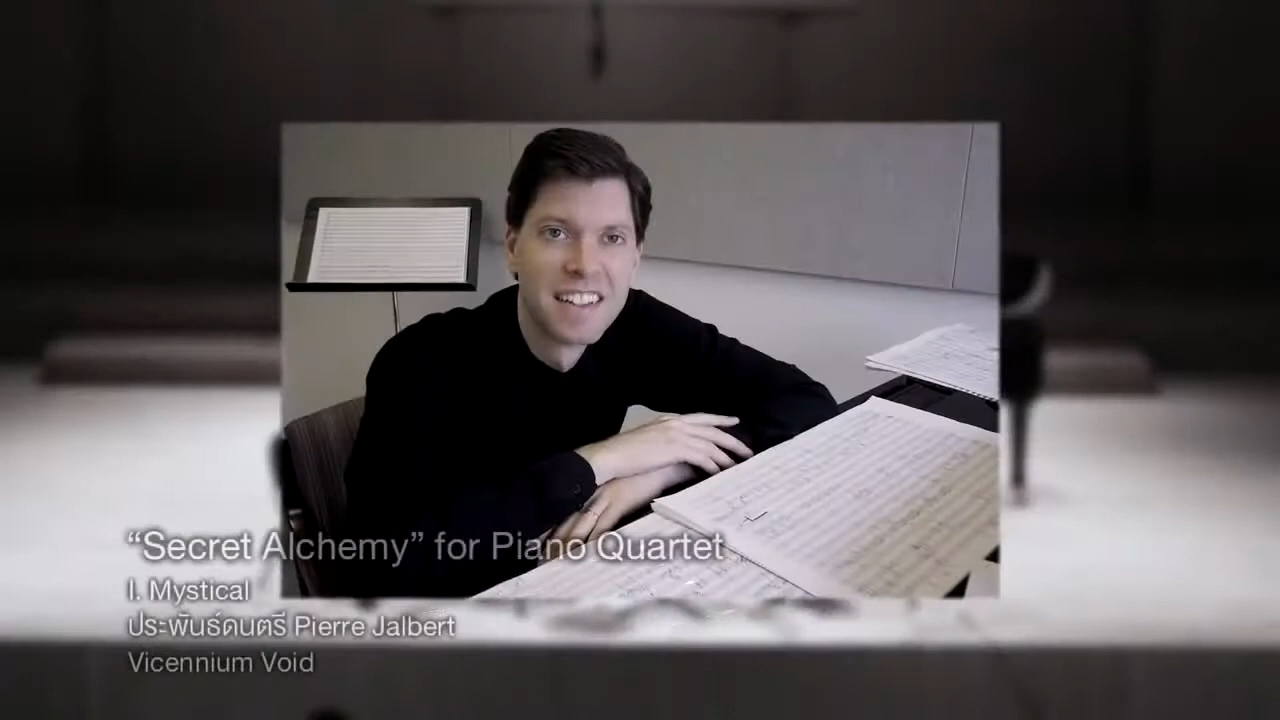 “Secret Alchemy” for Piano Quartet
I. Mystical
ประพันธ์ดนตรี Pierre Jalbert
Vicennium Void